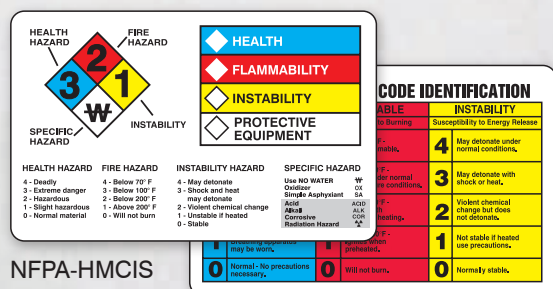 HEALTH
HAZARD
FIRE
HAZARD
2
3
1
W
SPECIFIC
HAZARD
INSTABILITY
HEALTH
FLAMMABILITY
INSTABILITY
PROTECTIVE
EQUIPMENT
HEALTH HAZARD
4 - Deadly
3 - Extreme danger
2 - Hazardous
1 - Slight hazardous
0 - Normal material
FIRE HAZARD
4 - Below 70° F
3 - Below 100° F
2 - Below 200° F
1 - Above 200° F
0 - Will not burn
INSTABILITY HAZARD
4 - May detonate
3 - Shock and heat
may detonate
2 - Violent chemical change
1 - Unstable if heated
0 - Stable
SPECIFIC HAZARD
Use NO WATER W
Oxidizer OX
Simple Asphyxiant SA
Acid ACID
Alkali ALK
Corrosive COR
Radiation Hazard
CODE IDENTIFICATION
ABLE
INSTABILITY
to Burning
Susceptibility to Energy Release
4 May detonate under
normal conditions.
3 May detonate with
shock or heat.
2 Violent chemical
change but does
not detonate.
1 Not stable if heated
use precautions.
0 Normally stable.
may be worn.
preheated.
0 Normal - No precautions
necessary.
0 Will not burn.
NFPA-HMCIS